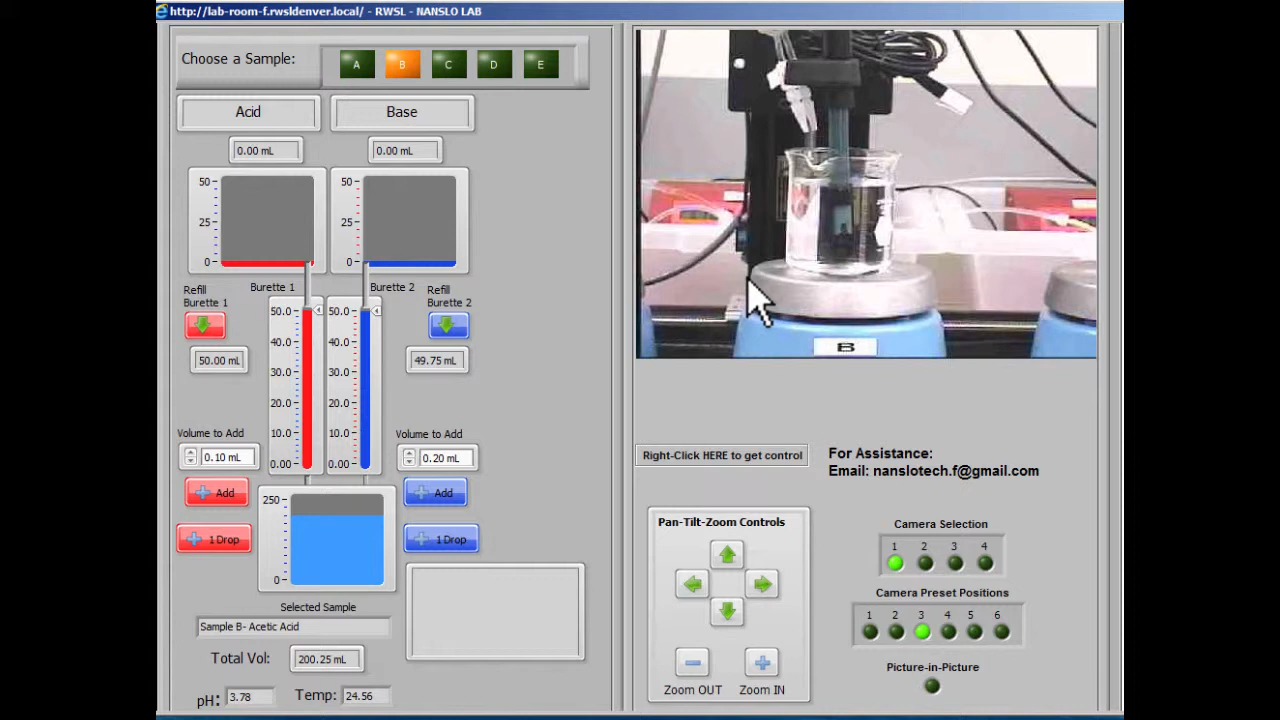 http://lab-room-f.rwsldenver.local/ - RWSL - NANSLO LAB
Choose a Sample:
A B C D E
Acid Base
0.00 mL 0.00 mL
50 50
25 25
0 0
Refill Burette 1
Burette 1 Burette 2
Refill Burette 2
50.0 50.0
40.0 40.0
30.0 30.0
20.0 20.0
10.0 10.0
0.00 0.00
50.00 mL 49.75 mL
Volume to Add Volume to Add
0.10 mL 0.20 mL
Add Add
1 Drop 1 Drop
250
0
Selected Sample
Sample B- Acetic Acid
Total Vol: 200.25 mL
pH: 3.78 Temp: 24.56
B
Right-Click HERE to get control
For Assistance:
Email: nanslotech.f@gmail.com
Pan-Tilt-Zoom Controls
Zoom OUT Zoom IN
Camera Selection
1 2 3 4
Camera Preset Positions
1 2 3 4 5 6
Picture-in-Picture